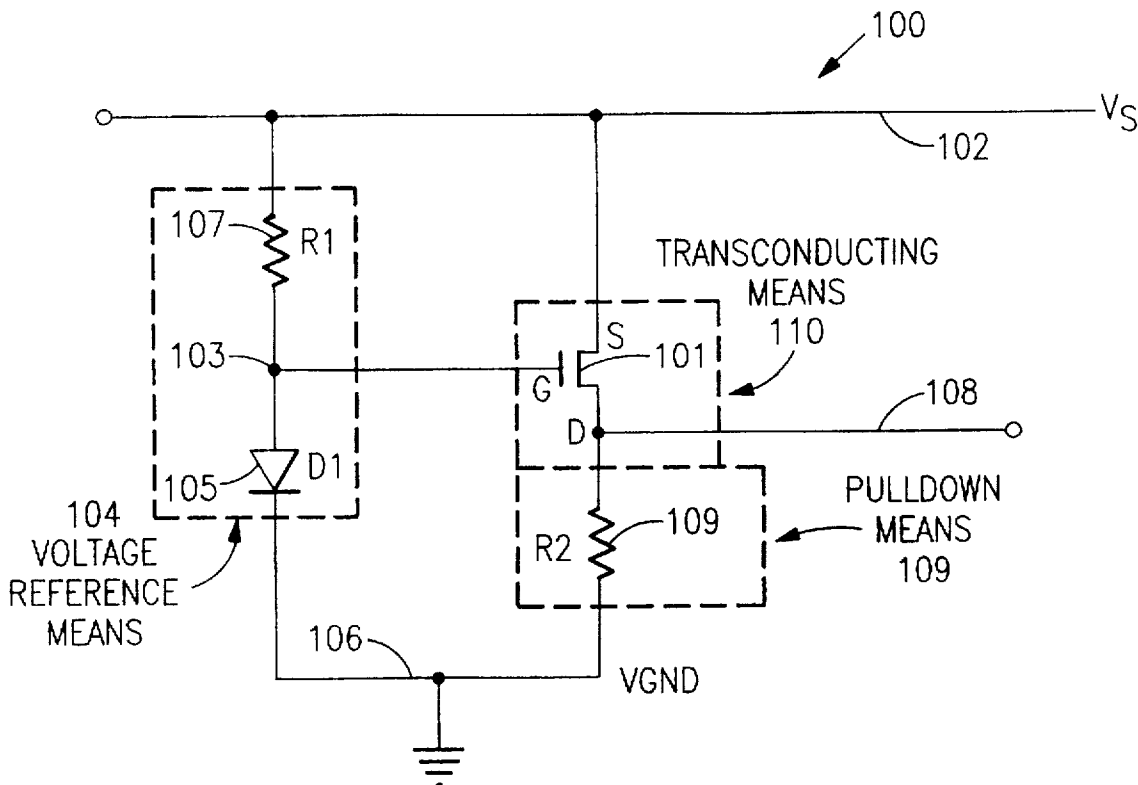 100
VS
102
107
R1
TRANSCONDUCTING
MEANS
110
103
S
101
G
108
D
105
D1
PULLDOWN
MEANS
109
104
VOLTAGE
REFERENCE
MEANS
R2
109
106
VGND